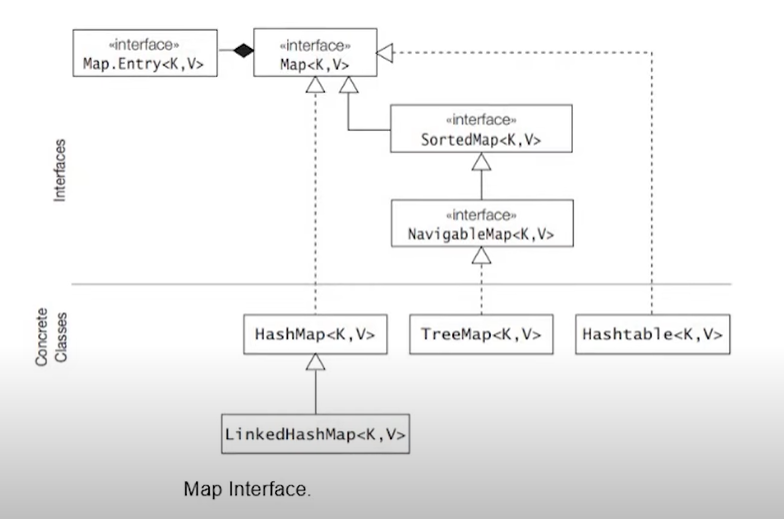 «interface»
Map.Entry<K,V>
«interface»
Map<K,V>
«interface»
SortedMap<K,V>
«interface»
NavigableMap<K,V>
Interfaces
Concrete
Classes
HashMap<K,V>
TreeMap<K,V>
Hashtable<K,V>
LinkedHashMap<K,V>
Map Interface.